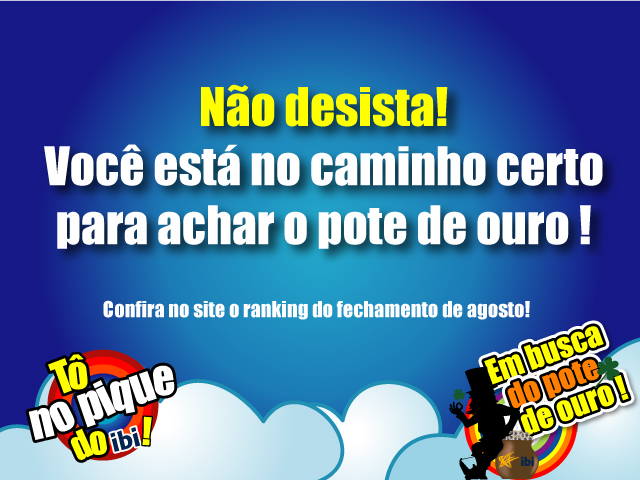 Não desista!
Você está no caminho certo
para achar o pote de ouro !
Confira no site o ranking do fechamento de agosto!
Tô
no pique
do ibi !
Em busca
do pote
de ouro !
ibi